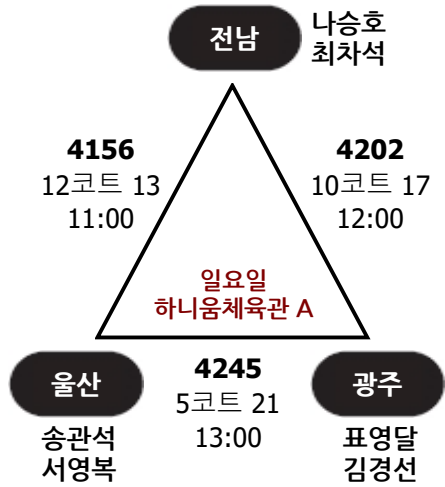 전남
나승호
최차석
4156
12코트 13
11:00
4202
10코트 17
12:00
일요일
하니움체육관 A
울산
송관석
서영복
4245
5코트 21
13:00
광주
표영달
김경선